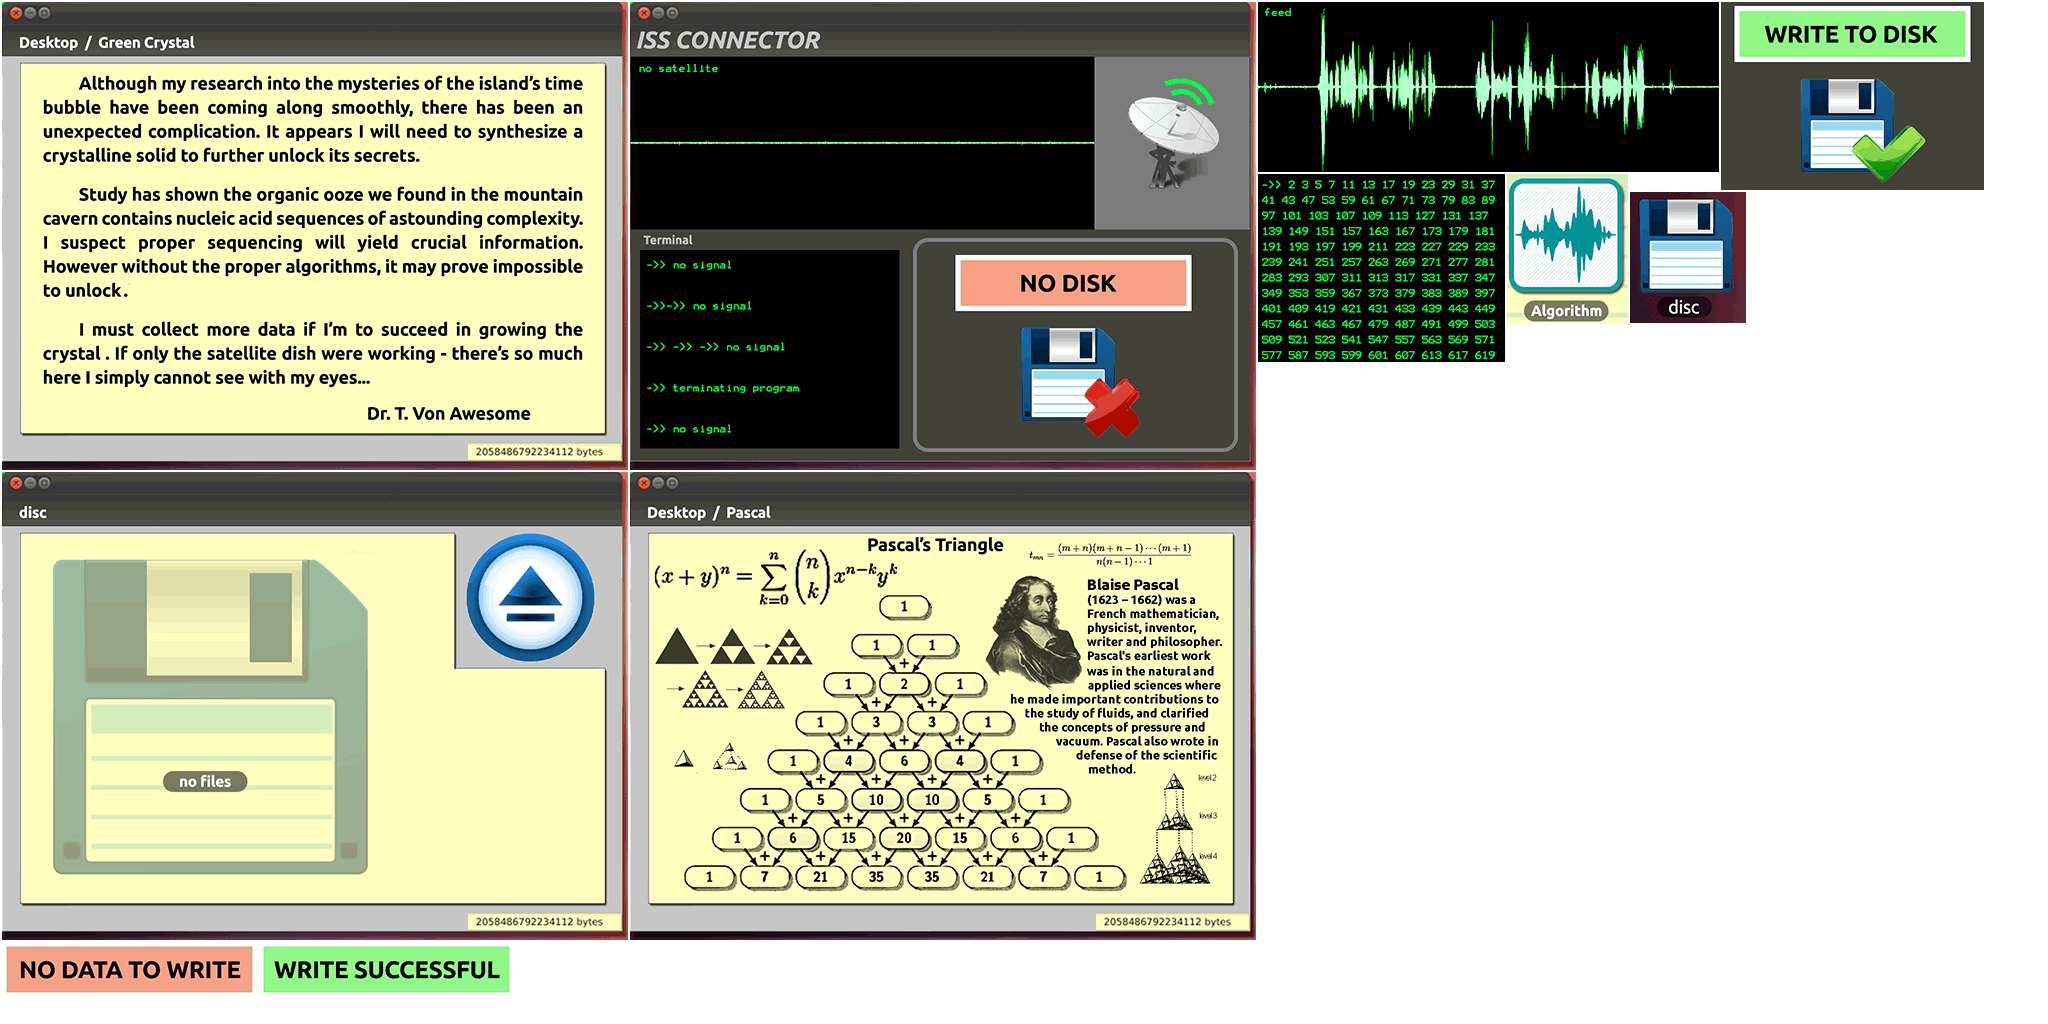 Desktop / Green Crystal
Although my research into the mysteries of the island's time
bubble have been coming along smoothly, there has been an
unexpected complication. It appears I will need to synthesize a
crystalline solid to further unlock its secrets.
Study has shown the organic ooze we found in the mountain
cavern contains nucleic acid sequences of astounding complexity.
I suspect proper sequencing will yield crucial information.
However without the proper algorithms, it may prove impossible
to unlock.
I must collect more data if I'm to succeed in growing the
crystal . If only the satellite dish were working - there's so much
here I simply cannot see with my eyes...
Dr. T. Von Awesome
2058486792234112 bytes
ISS CONNECTOR
no satellite
Terminal
->> no signal
->>->> no signal
->> ->> ->> no signal
->> terminating program
->> no signal
NO DISK
feed
WRITE TO DISK
->> 2 3 5 7 11 13 17 19 23 29 31 37
41 43 47 53 59 61 67 71 73 79 83 89
97 101 103 107 109 113 127 131 137
139 149 151 157 163 167 173 179 181
191 193 197 199 211 223 227 229 233
239 241 251 257 263 269 271 277 281
283 293 307 311 313 317 331 337 347
349 353 359 367 373 379 383 389 397
401 409 419 421 431 433 439 443 449
457 461 463 467 479 487 491 499 503
509 521 523 541 547 557 563 569 571
577 587 593 599 601 607 613 617 619
Algorithm
disc
disc
no files
2058486792234112 bytes
Desktop / Pascal
Pascal's Triangle
(x + y)^n = ∑_{k=0}^{n} (n k) x^{n-k} y^k
t_{mn} = (m+n)(m+n−1)···(m+1) / n(n−1)···1
Blaise Pascal
(1623 – 1662) was a
French mathematician,
physicist, inventor,
writer and philosopher.
Pascal's earliest work
was in the natural and
applied sciences where
he made important contributions to
the study of fluids, and clarified
the concepts of pressure and
vacuum. Pascal also wrote in
defense of the scientific
method.
1
1 1
+
1 2 1
+ +
1 3 3 1
+ + +
1 4 6 4 1
+ + + +
1 5 10 10 5 1
+ + + + +
1 6 15 20 15 6 1
+ + + + + +
1 7 21 35 35 21 7 1
level 2
level 3
level 4
2058486792234112 bytes
NO DATA TO WRITE
WRITE SUCCESSFUL